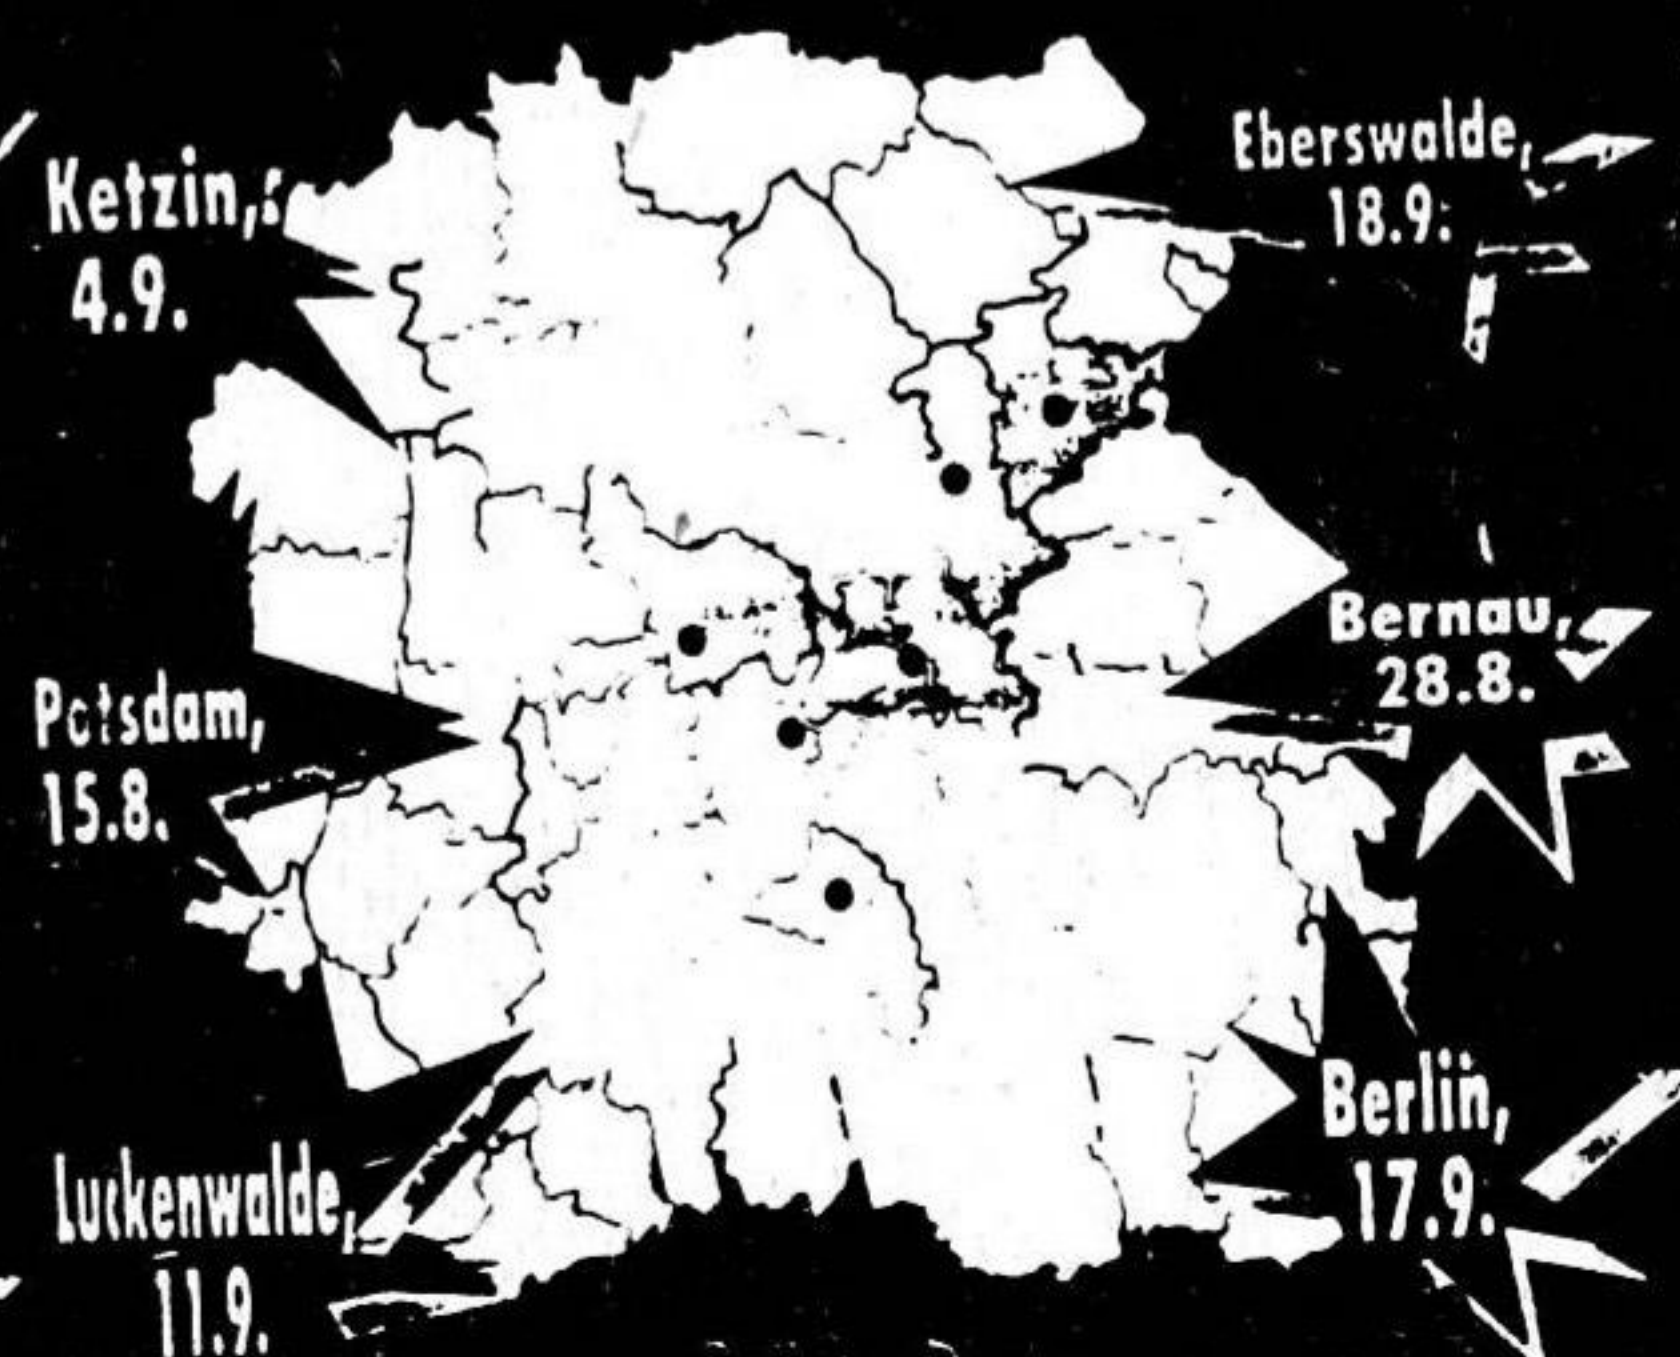 Ketzin,
4.9.
Eberswalde,
18.9.
Potsdam,
15.8.
Bernau,
28.8.
Luckenwalde,
11.9.
Berlin,
17.9.